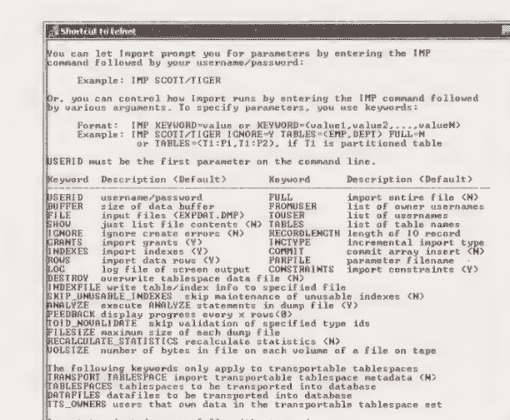 Shortcut to telnet
You can let Import prompt you for parameters by entering the IMP
command followed by your username/password:
Example: IMP SCOTT/TIGER
Or, you can control how Import runs by entering the IMP command followed
by various arguments. To specify parameters, you use keywords:
Format: IMP KEYWORD=value or KEYWORD=(value1,value2,...,valueN)
Example: IMP SCOTT/TIGER IGNORE=Y TABLES=(EMP,DEPT) FULL=N
or TABLES=(T1:P1,T1:P2), if T1 is partitioned table
USERID must be the first parameter on the command line.
Keyword Description (Default) Keyword Description (Default)
USERID username/password FULL import entire file (N)
BUFFER size of data buffer FROMUSER list of owner usernames
FILE input files (EXPDAT.DMP) TOUSER list of usernames
SHOW just list file contents (N) TABLES list of table names
IGNORE ignore create errors (N) RECORDLENGTH length of IO record
GRANTS import grants (Y) INCTYPE incremental import type
INDEXES import indexes (Y) COMMIT commit array insert (N)
ROWS import data rows (Y) PARFILE parameter filename
LOG log file of screen output CONSTRAINTS import constraints (Y)
DESTROY overwrite tablespace data file (N)
INDEXFILE write table/index info to specified file
SKIP_UNUSABLE_INDEXES skip maintenance of unusable indexes (N)
ANALYZE execute ANALYZE statements in dump file (Y)
FEEDBACK display progress every x rows(0)
TOID_NOVALIDATE skip validation of specified type ids
FILESIZE maximum size of each dump file
RECALCULATE_STATISTICS recalculate statistics (N)
VOLSIZE number of bytes in file on each volume of a file on tape
The following keywords only apply to transportable tablespaces
TRANSPORT_TABLESPACE import transportable tablespace metadata (N)
TABLESPACES tablespaces to be transported into database
DATAFILES datafiles to be transported into database
TTS_OWNERS users that own data in the transportable tablespace set